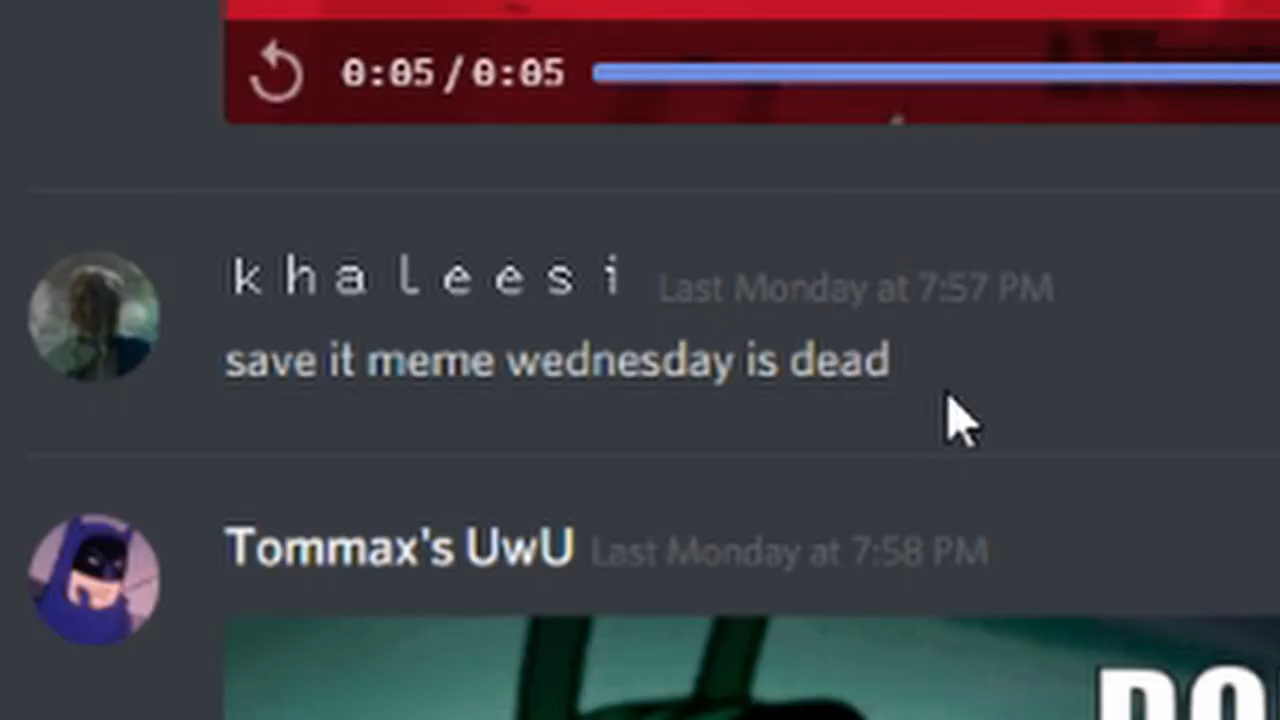 0:05/0:05
k h a l e e s i Last Monday at 7:57 PM
save it meme wednesday is dead
Tommax's UwU Last Monday at 7:58 PM